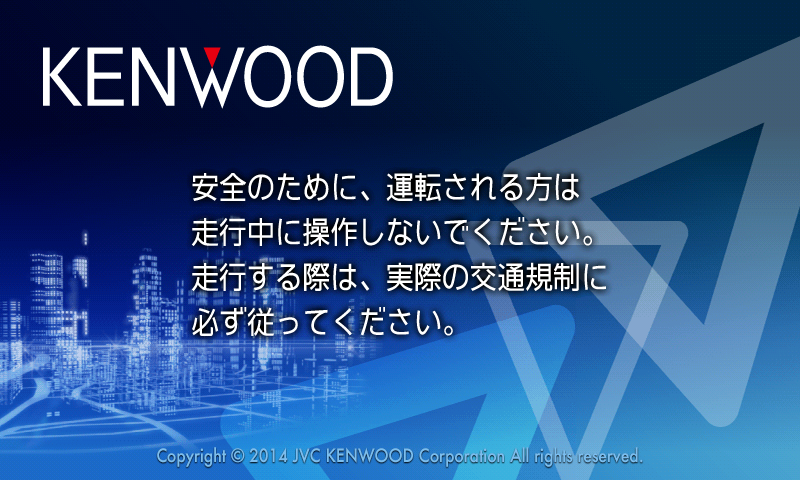 KENWOOD
安全のために、運転される方は
走行中に操作しないでください。
走行する際は、実際の交通規制に
必ず従ってください。
Copyright © 2014 JVC KENWOOD Corporation All rights reserved.